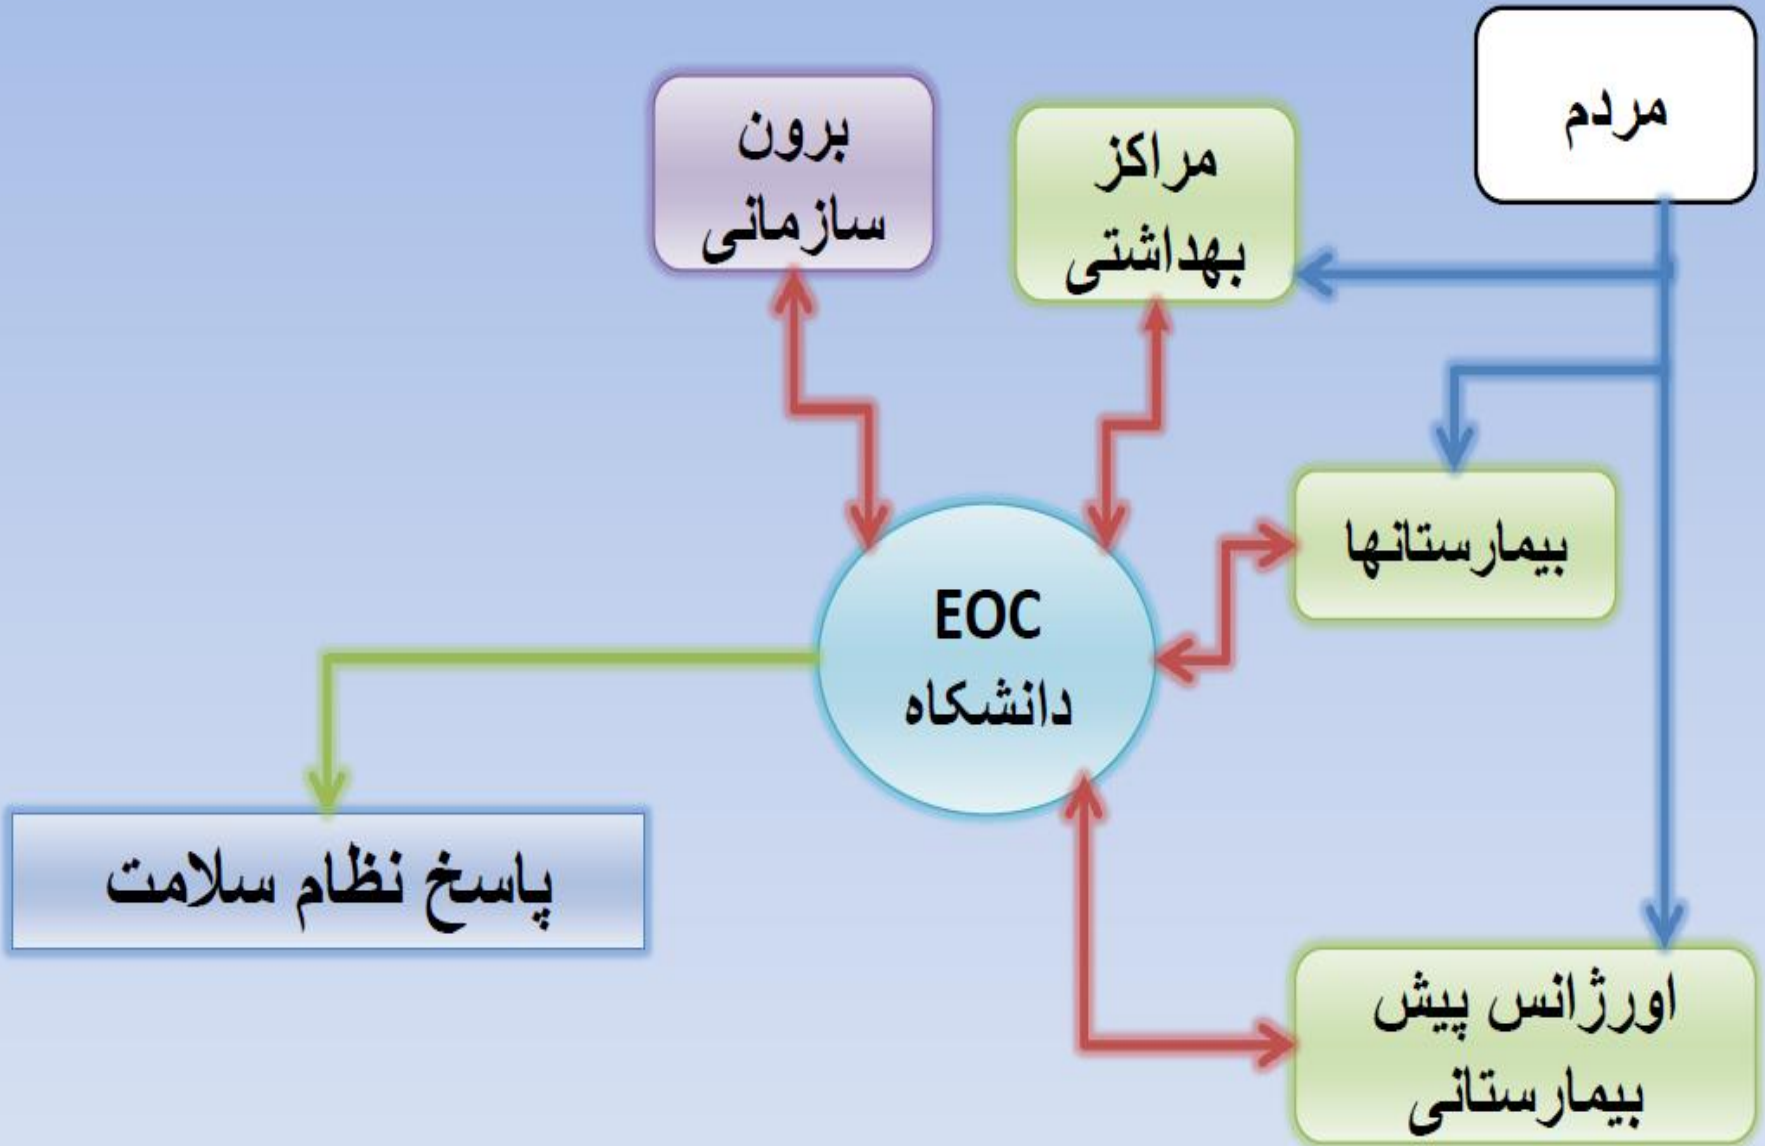 مردم
مراکز
بهداشتی
برون
سازمانی
بیمارستانها
EOC
دانشکاه
پاسخ نظام سلامت
اورژانس پیش
بیمارستانی